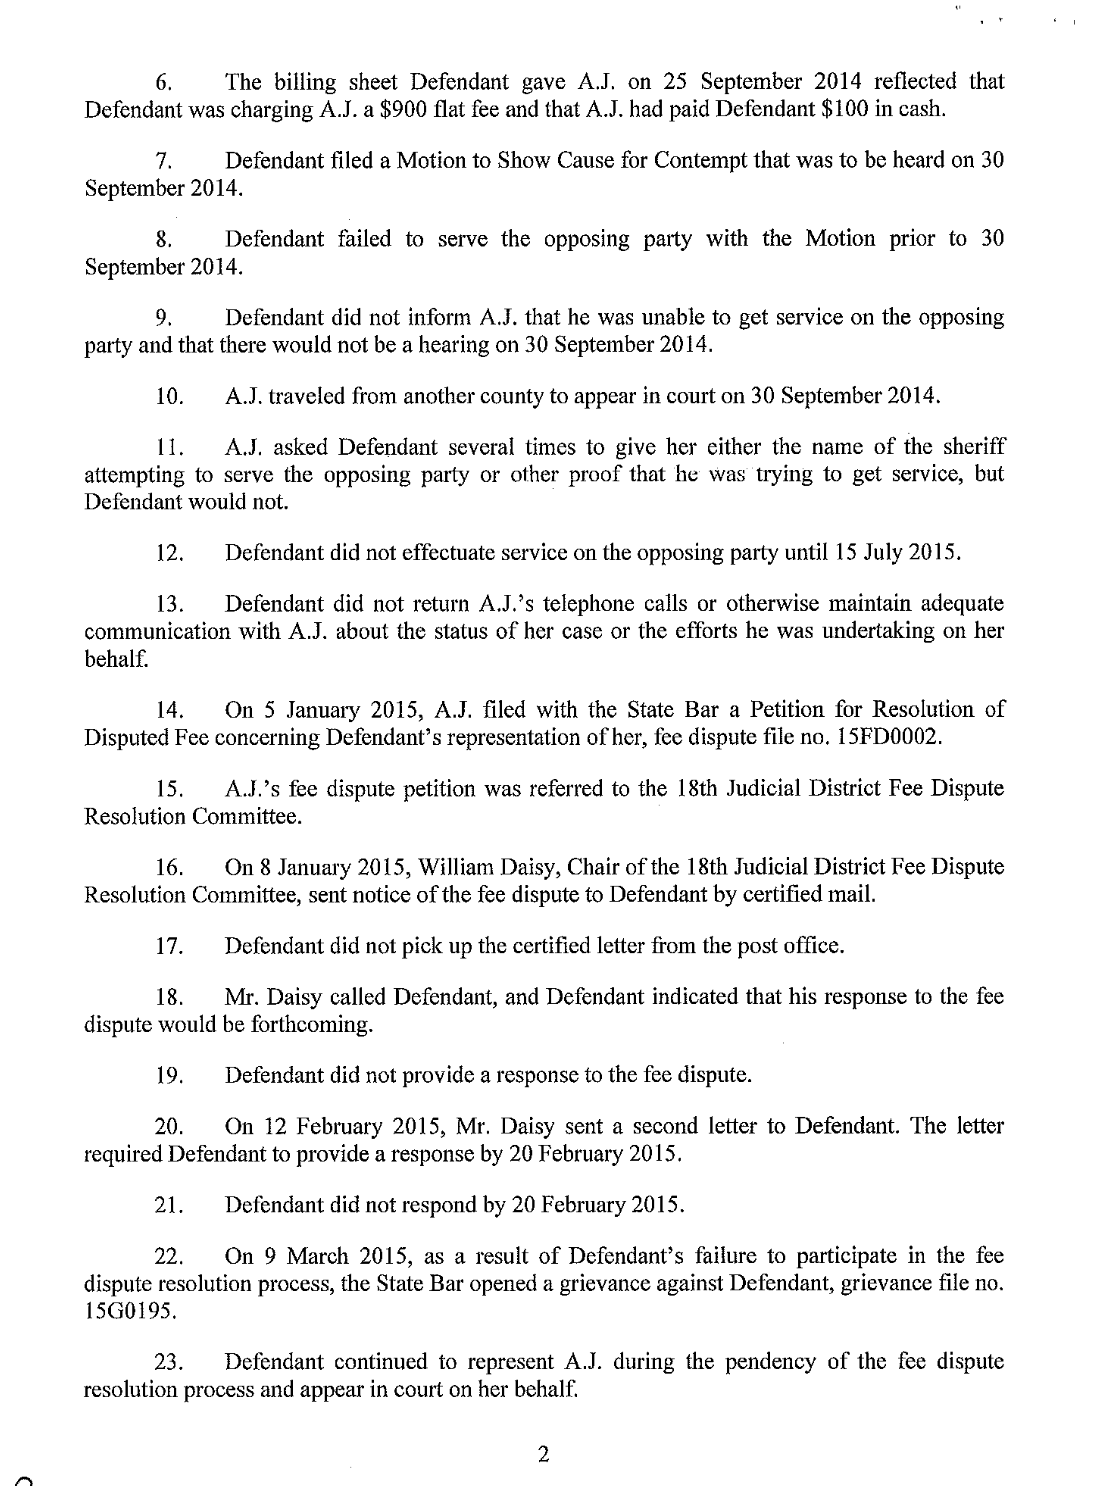 6. The billing sheet Defendant gave A.J. on 25 September 2014 reflected that
Defendant was charging A.J. a $900 flat fee and that A.J. had paid Defendant $100 in cash.
7. Defendant filed a Motion to Show Cause for Contempt that was to be heard on 30
September 2014.
8. Defendant failed to serve the opposing party with the Motion prior to 30
September 2014.
9. Defendant did not inform A.J. that he was unable to get service on the opposing
party and that there would not be a hearing on 30 September 2014.
10. A.J. traveled from another county to appear in court on 30 September 2014.
11. A.J. asked Defendant several times to give her either the name of the sheriff
attempting to serve the opposing party or other proof that he was trying to get service, but
Defendant would not.
12. Defendant did not effectuate service on the opposing party until 15 July 2015.
13. Defendant did not return A.J.'s telephone calls or otherwise maintain adequate
communication with A.J. about the status of her case or the efforts he was undertaking on her
behalf.
14. On 5 January 2015, A.J. filed with the State Bar a Petition for Resolution of
Disputed Fee concerning Defendant's representation of her, fee dispute file no. 15FD0002.
15. A.J.'s fee dispute petition was referred to the 18th Judicial District Fee Dispute
Resolution Committee.
16. On 8 January 2015, William Daisy, Chair of the 18th Judicial District Fee Dispute
Resolution Committee, sent notice of the fee dispute to Defendant by certified mail.
17. Defendant did not pick up the certified letter from the post office.
18. Mr. Daisy called Defendant, and Defendant indicated that his response to the fee
dispute would be forthcoming.
19. Defendant did not provide a response to the fee dispute.
20. On 12 February 2015, Mr. Daisy sent a second letter to Defendant. The letter
required Defendant to provide a response by 20 February 2015.
21. Defendant did not respond by 20 February 2015.
22. On 9 March 2015, as a result of Defendant's failure to participate in the fee
dispute resolution process, the State Bar opened a grievance against Defendant, grievance file no.
15G0195.
23. Defendant continued to represent A.J. during the pendency of the fee dispute
resolution process and appear in court on her behalf.
2